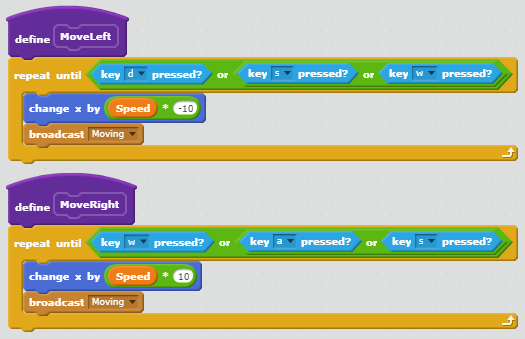 define MoveLeft
repeat until key d pressed? or key s pressed? or key w pressed?
change x by Speed * -10
broadcast Moving
define MoveRight
repeat until key w pressed? or key a pressed? or key s pressed?
change x by Speed * 10
broadcast Moving